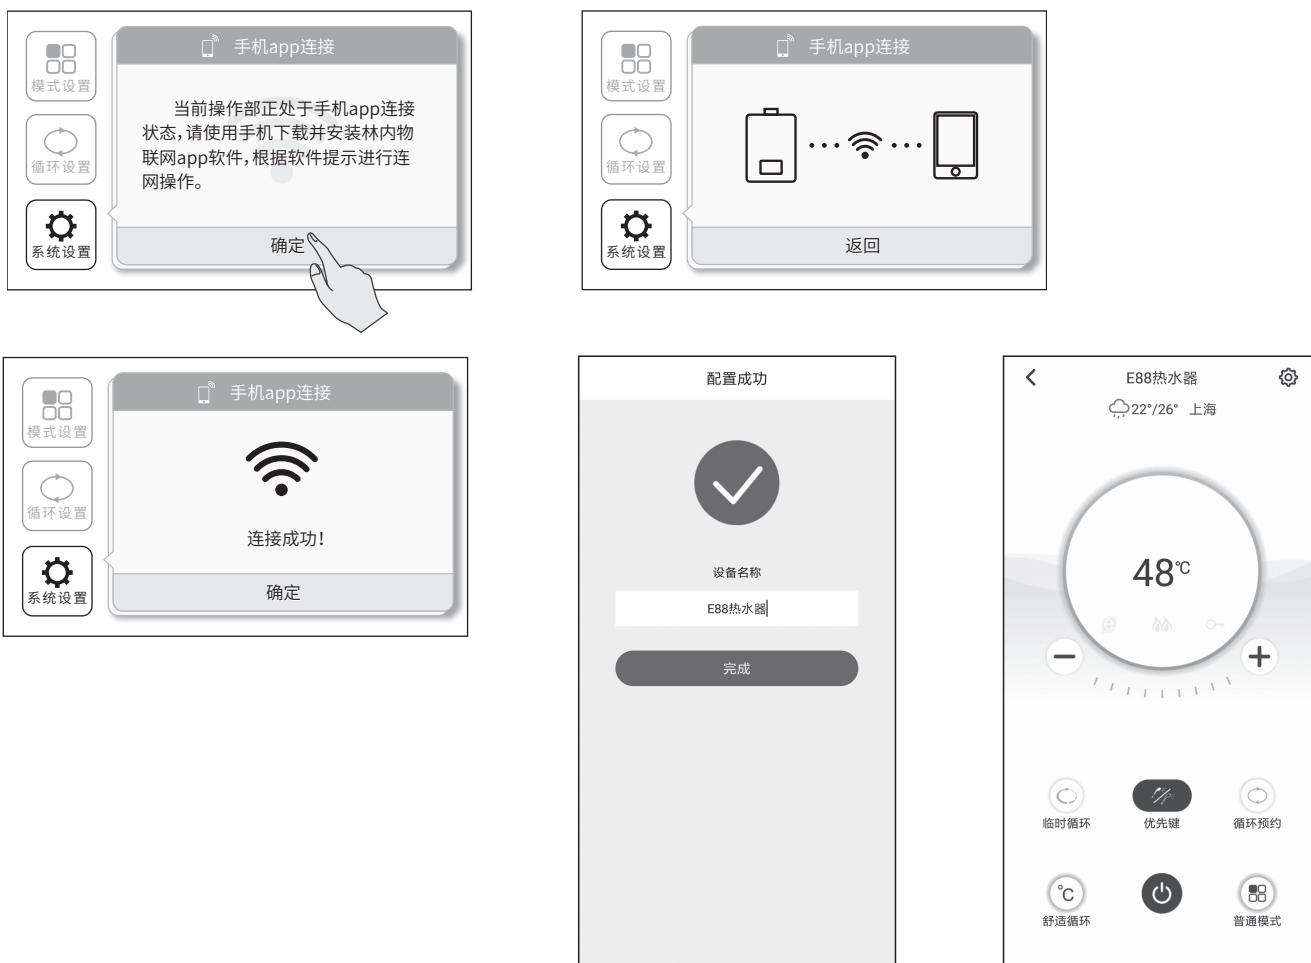 手机app连接
模式设置
循环设置
系统设置
当前操作部正处于手机app连接
状态,请使用手机下载并安装林内物
联网app软件,根据软件提示进行连
网操作。
确定
手机app连接
模式设置
循环设置
系统设置
返回
手机app连接
模式设置
循环设置
系统设置
连接成功!
确定
配置成功
设备名称
E88热水器
完成
E88热水器
22°/26° 上海
48℃
临时循环
优先键
循环预约
℃
舒适循环
普通模式